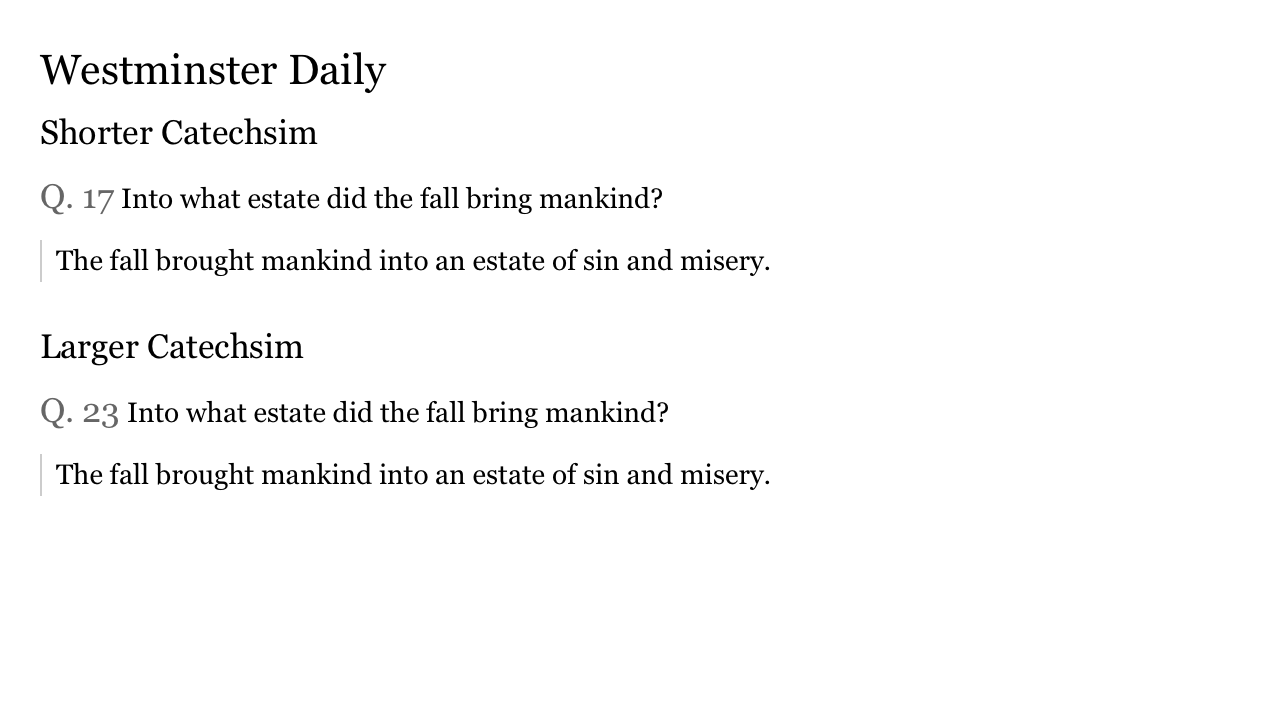 Westminster Daily
Shorter Catechsim
Q. 17 Into what estate did the fall bring mankind?
The fall brought mankind into an estate of sin and misery.
Larger Catechsim
Q. 23 Into what estate did the fall bring mankind?
The fall brought mankind into an estate of sin and misery.